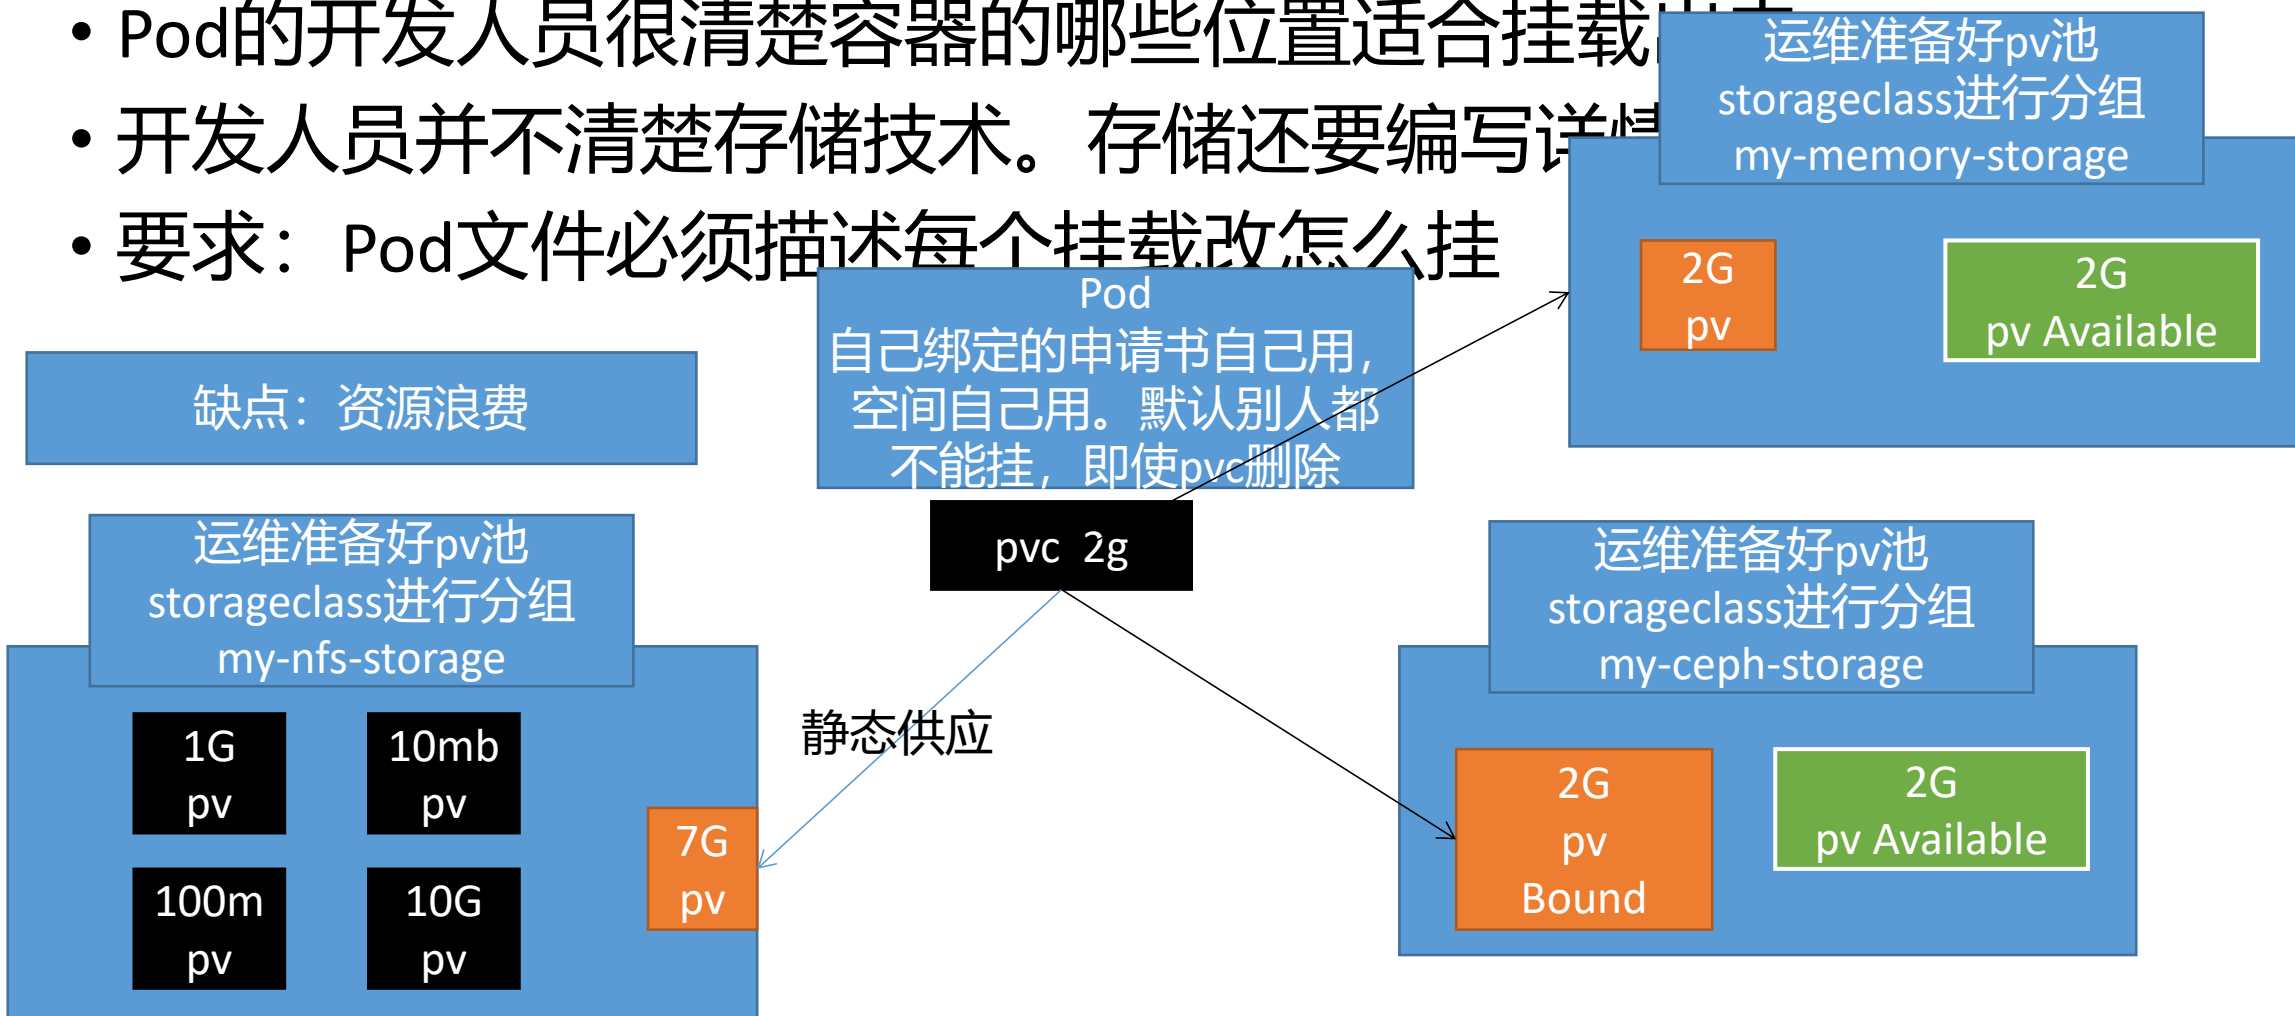 • Pod的开发人员很清楚容器的哪些位置适合挂载
• 开发人员并不清楚存储技术。存储还要编写详情
• 要求：Pod文件必须描述每个挂载改怎么挂
运维准备好pv池
storageclass进行分组
my-memory-storage
2G
pv
2G
pv Available
Pod
自己绑定的申请书自己用，
空间自己用。默认别人都
不能挂，即使pvc删除
缺点：资源浪费
pvc 2g
运维准备好pv池
storageclass进行分组
my-nfs-storage
1G
pv
10mb
pv
100m
pv
10G
pv
7G
pv
静态供应
运维准备好pv池
storageclass进行分组
my-ceph-storage
2G
pv
Bound
2G
pv Available